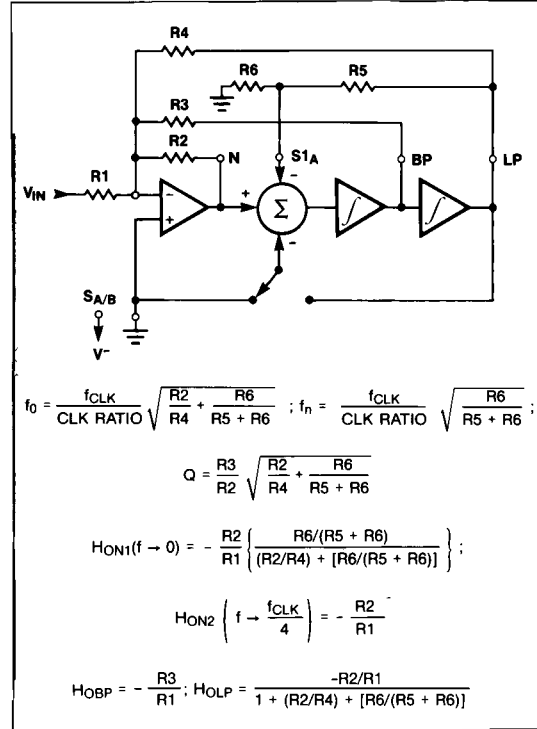 R4
R6 R5
R3
R2 N S1A BP LP
VIN R1 − + + − Σ − ∫ ∫
SA/B
V−
f0 = fCLK / CLK RATIO √(R2/R4 + R6/(R5 + R6)) ; fn = fCLK / CLK RATIO √(R6/(R5 + R6)) ;
Q = R3/R2 √(R2/R4 + R6/(R5 + R6))
HON1(f → 0) = − R2/R1 { R6/(R5 + R6) / (R2/R4) + [R6/(R5 + R6)] } ;
HON2 ( f → fCLK/4 ) = − R2/R1
HOBP = − R3/R1 ; HOLP = -R2/R1 / 1 + (R2/R4) + [R6/(R5 + R6)]